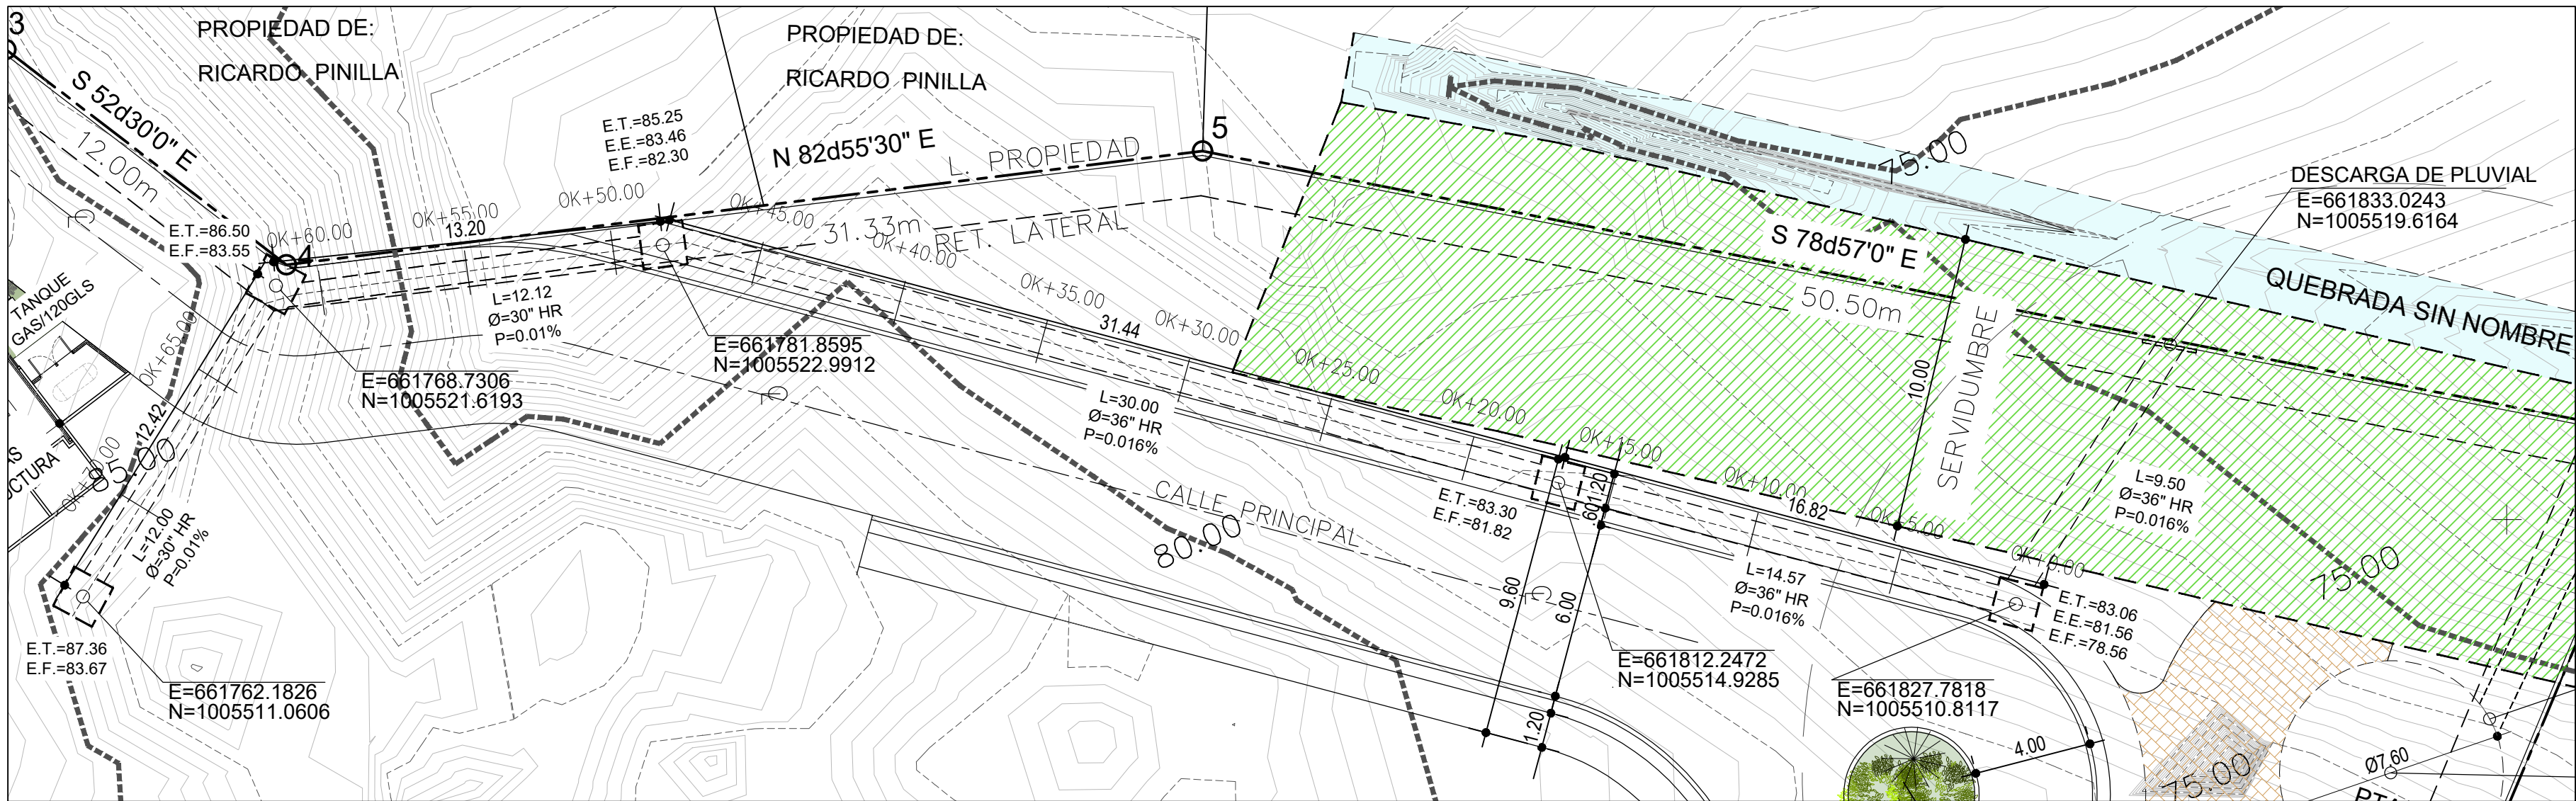 3
PROPIEDAD DE:
RICARDO PINILLA
PROPIEDAD DE:
RICARDO PINILLA
S 52d30'0" E
12.00m
E.T.=85.25
E.E.=83.46
E.F.=82.30
N 82d55'30" E
L. PROPIEDAD
5
75.00
DESCARGA DE PLUVIAL
E=661833.0243
N=1005519.6164
E.T.=86.50
E.F.=83.55
0K+60.00
4
0K+55.00
13.20
0K+50.00
0K+45.00
31.33m
RET. LATERAL
0K+40.00
S 78d57'0" E
50.50m
QUEBRADA SIN NOMBRE
TANQUE
GAS/120GLS
0K+65.00
L=12.12
Ø=30" HR
P=0.01%
E=661781.8595
N=1005522.9912
0K+35.00
31.44
0K+30.00
0K+25.00
10.00
SERVIDUMBRE
E=661768.7306
N=1005521.6193
12.42
85.00
CTURA
L=30.00
Ø=36" HR
P=0.016%
0K+20.00
0K+15.00
0K+10.00
16.82
0K+5.00
0K+0.00
L=9.50
Ø=36" HR
P=0.016%
L=12.00
Ø=30" HR
P=0.01%
CALLE PRINCIPAL
80.00
E.T.=83.30
E.F.=81.82
1.20
.60
9.60
6.00
L=14.57
Ø=36" HR
P=0.016%
75.00
E.T.=83.06
E.E.=81.56
E.F.=78.56
E.T.=87.36
E.F.=83.67
E=661762.1826
N=1005511.0606
E=661812.2472
N=1005514.9285
E=661827.7818
N=1005510.8117
1.20
4.00
75.00
Ø7.60